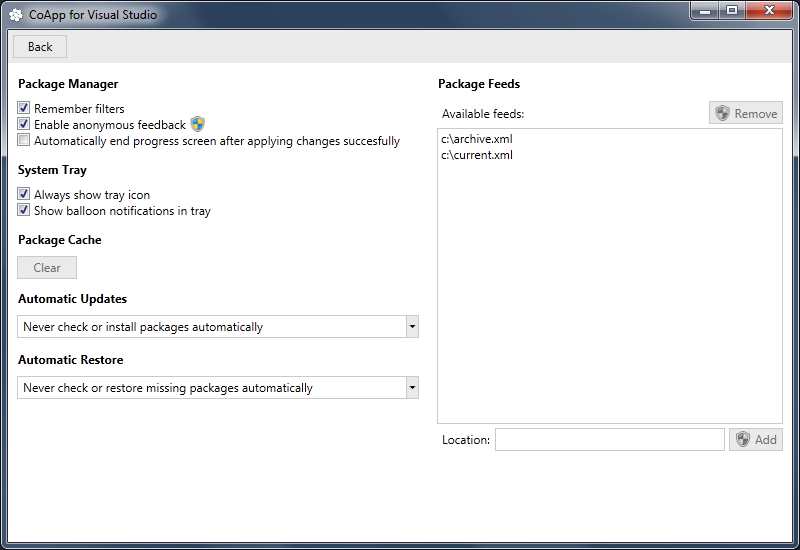 CoApp for Visual Studio
Back
Package Manager
Remember filters
Enable anonymous feedback
Automatically end progress screen after applying changes succesfully
System Tray
Always show tray icon
Show balloon notifications in tray
Package Cache
Clear
Automatic Updates
Never check or install packages automatically
Automatic Restore
Never check or restore missing packages automatically
Package Feeds
Available feeds:
Remove
c:\archive.xml
c:\current.xml
Location:
Add